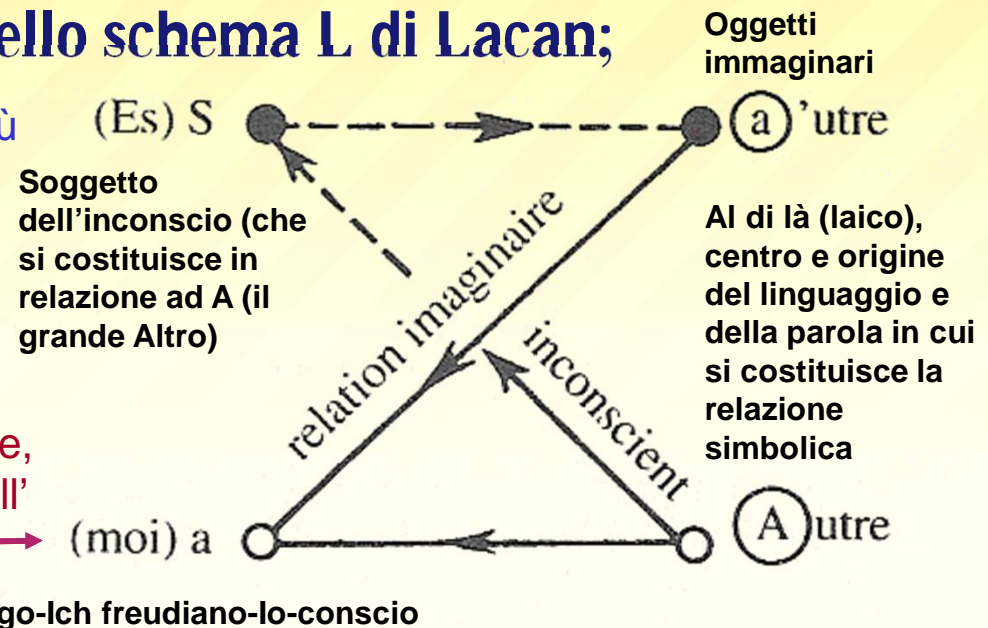 ello schema L di Lacan;
Oggetti
immaginari
ù
(Es) S
a 'utre
Soggetto
dell'inconscio (che
si costituisce in
relazione ad A (il
grande Altro)
relation imaginaire
inconscient
Al di là (laico),
centro e origine
del linguaggio e
della parola in cui
si costituisce la
relazione
simbolica
e,
ll'
(moi) a
Autre
go-Ich freudiano-Io-conscio